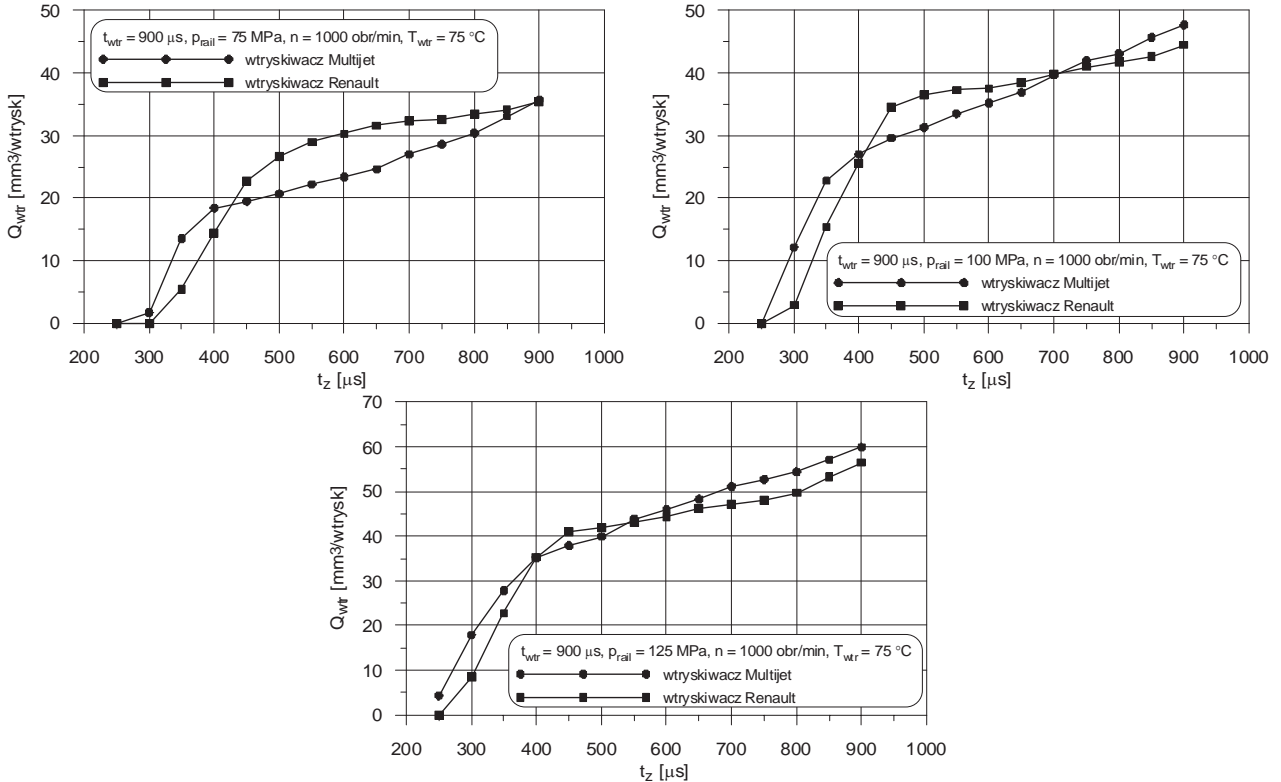 50
40
30
20
10
0
Q_wtr [mm3/wtrysk]
t_wtr = 900 μs, p_rail = 75 MPa, n = 1000 obr/min, T_wtr = 75 °C
wtryskiwacz Multijet
wtryskiwacz Renault
200 300 400 500 600 700 800 900 1000
t_z [μs]
50
40
30
20
10
0
Q_wtr [mm3/wtrysk]
t_wtr = 900 μs, p_rail = 100 MPa, n = 1000 obr/min, T_wtr = 75 °C
wtryskiwacz Multijet
wtryskiwacz Renault
200 300 400 500 600 700 800 900 1000
t_z [μs]
70
60
50
40
30
20
10
0
Q_wtr [mm3/wtrysk]
t_wtr = 900 μs, p_rail = 125 MPa, n = 1000 obr/min, T_wtr = 75 °C
wtryskiwacz Multijet
wtryskiwacz Renault
200 300 400 500 600 700 800 900 1000
t_z [μs]